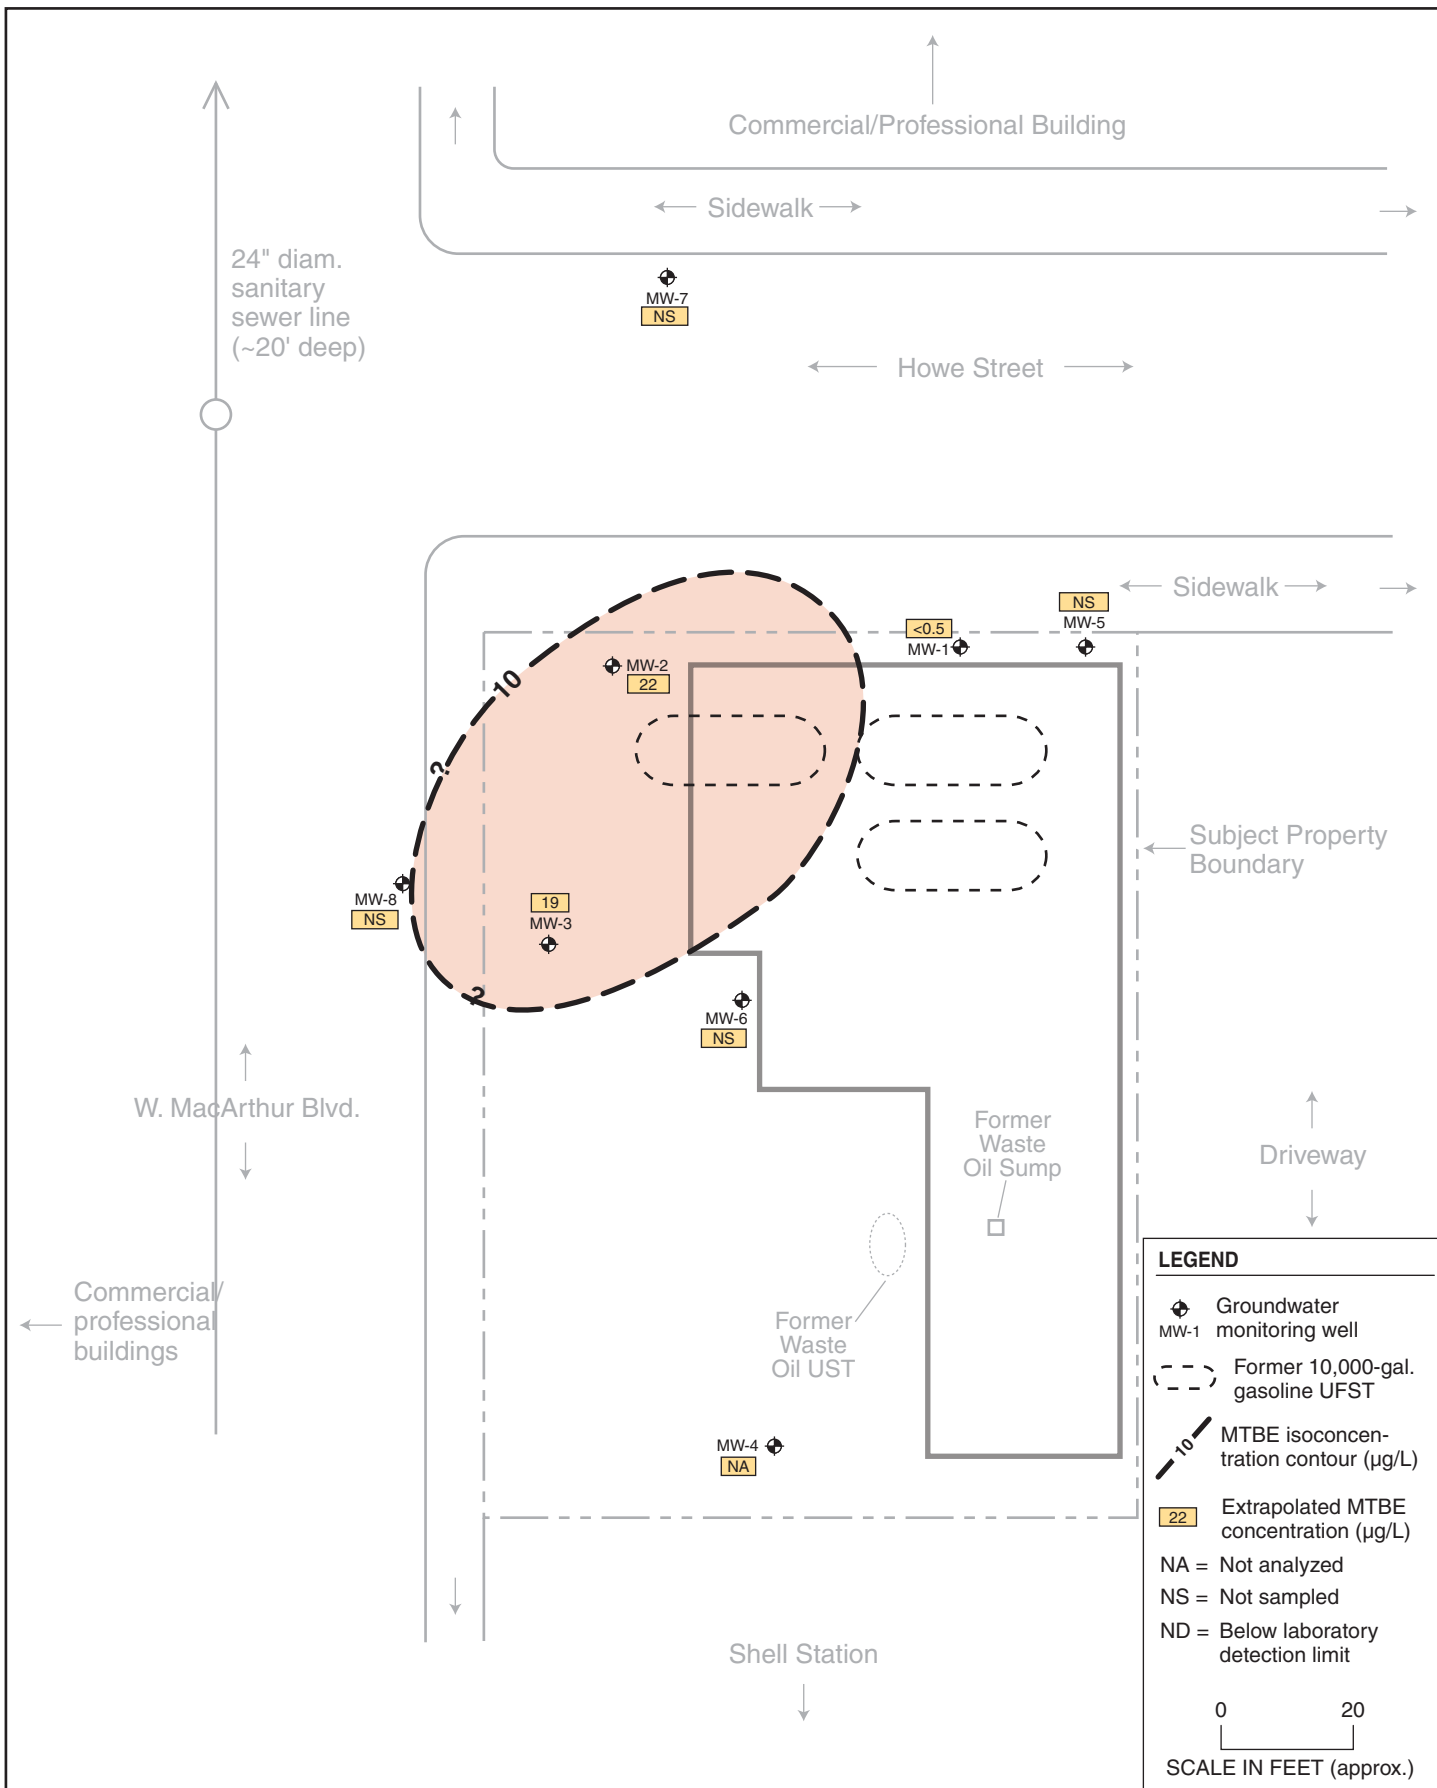 Commercial/Professional Building
Sidewalk
24" diam.
sanitary
sewer line
(~20' deep)
MW-7
NS
Howe Street
Sidewalk
NS
MW-5
<0.5
MW-1
10
MW-2
22
?
Subject Property
Boundary
MW-8
NS
19
MW-3
?
MW-6
NS
W. MacArthur Blvd.
Former
Waste
Oil Sump
Driveway
Commercial/
professional
buildings
Former
Waste
Oil UST
MW-4
NA
Shell Station
LEGEND
MW-1
Groundwater
monitoring well
Former 10,000-gal.
gasoline UFST
10
MTBE isoconcen-
tration contour (µg/L)
22
Extrapolated MTBE
concentration (µg/L)
NA = Not analyzed
NS = Not sampled
ND = Below laboratory
detection limit
0 20
SCALE IN FEET (approx.)